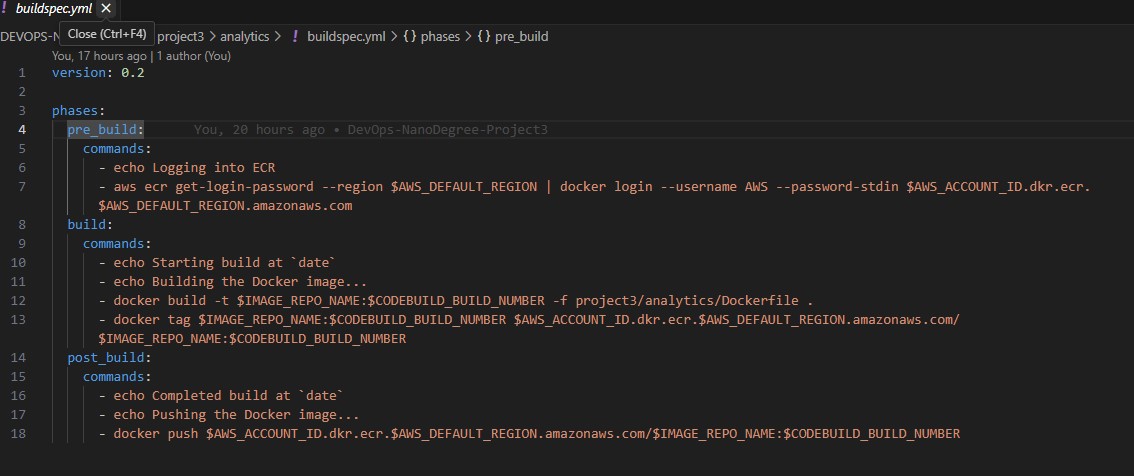 ! buildspec.yml ×
DEVOPS-N Close (Ctrl+F4) project3 > analytics > ! buildspec.yml > {} phases > {} pre_build
You, 17 hours ago | 1 author (You)
1 version: 0.2
2
3 phases:
4 pre_build: You, 20 hours ago • DevOps-NanoDegree-Project3
5 commands:
6 - echo Logging into ECR
7 - aws ecr get-login-password --region $AWS_DEFAULT_REGION | docker login --username AWS --password-stdin $AWS_ACCOUNT_ID.dkr.ecr.
$AWS_DEFAULT_REGION.amazonaws.com
8 build:
9 commands:
10 - echo Starting build at `date`
11 - echo Building the Docker image...
12 - docker build -t $IMAGE_REPO_NAME:$CODEBUILD_BUILD_NUMBER -f project3/analytics/Dockerfile .
13 - docker tag $IMAGE_REPO_NAME:$CODEBUILD_BUILD_NUMBER $AWS_ACCOUNT_ID.dkr.ecr.$AWS_DEFAULT_REGION.amazonaws.com/
$IMAGE_REPO_NAME:$CODEBUILD_BUILD_NUMBER
14 post_build:
15 commands:
16 - echo Completed build at `date`
17 - echo Pushing the Docker image...
18 - docker push $AWS_ACCOUNT_ID.dkr.ecr.$AWS_DEFAULT_REGION.amazonaws.com/$IMAGE_REPO_NAME:$CODEBUILD_BUILD_NUMBER